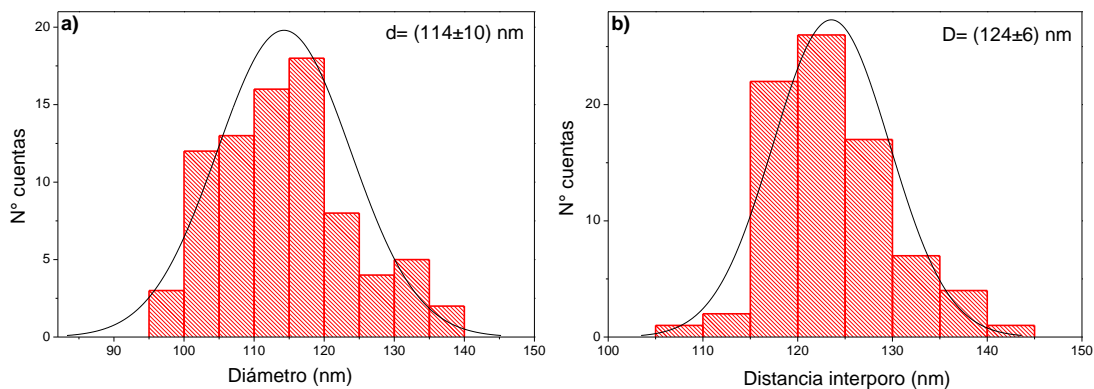 a)
d= (114±10) nm
N° cuentas
20
15
10
5
0
90 100 110 120 130 140 150
Diámetro (nm)
b)
D= (124±6) nm
N° cuentas
20
10
0
100 110 120 130 140 150
Distancia interporo (nm)